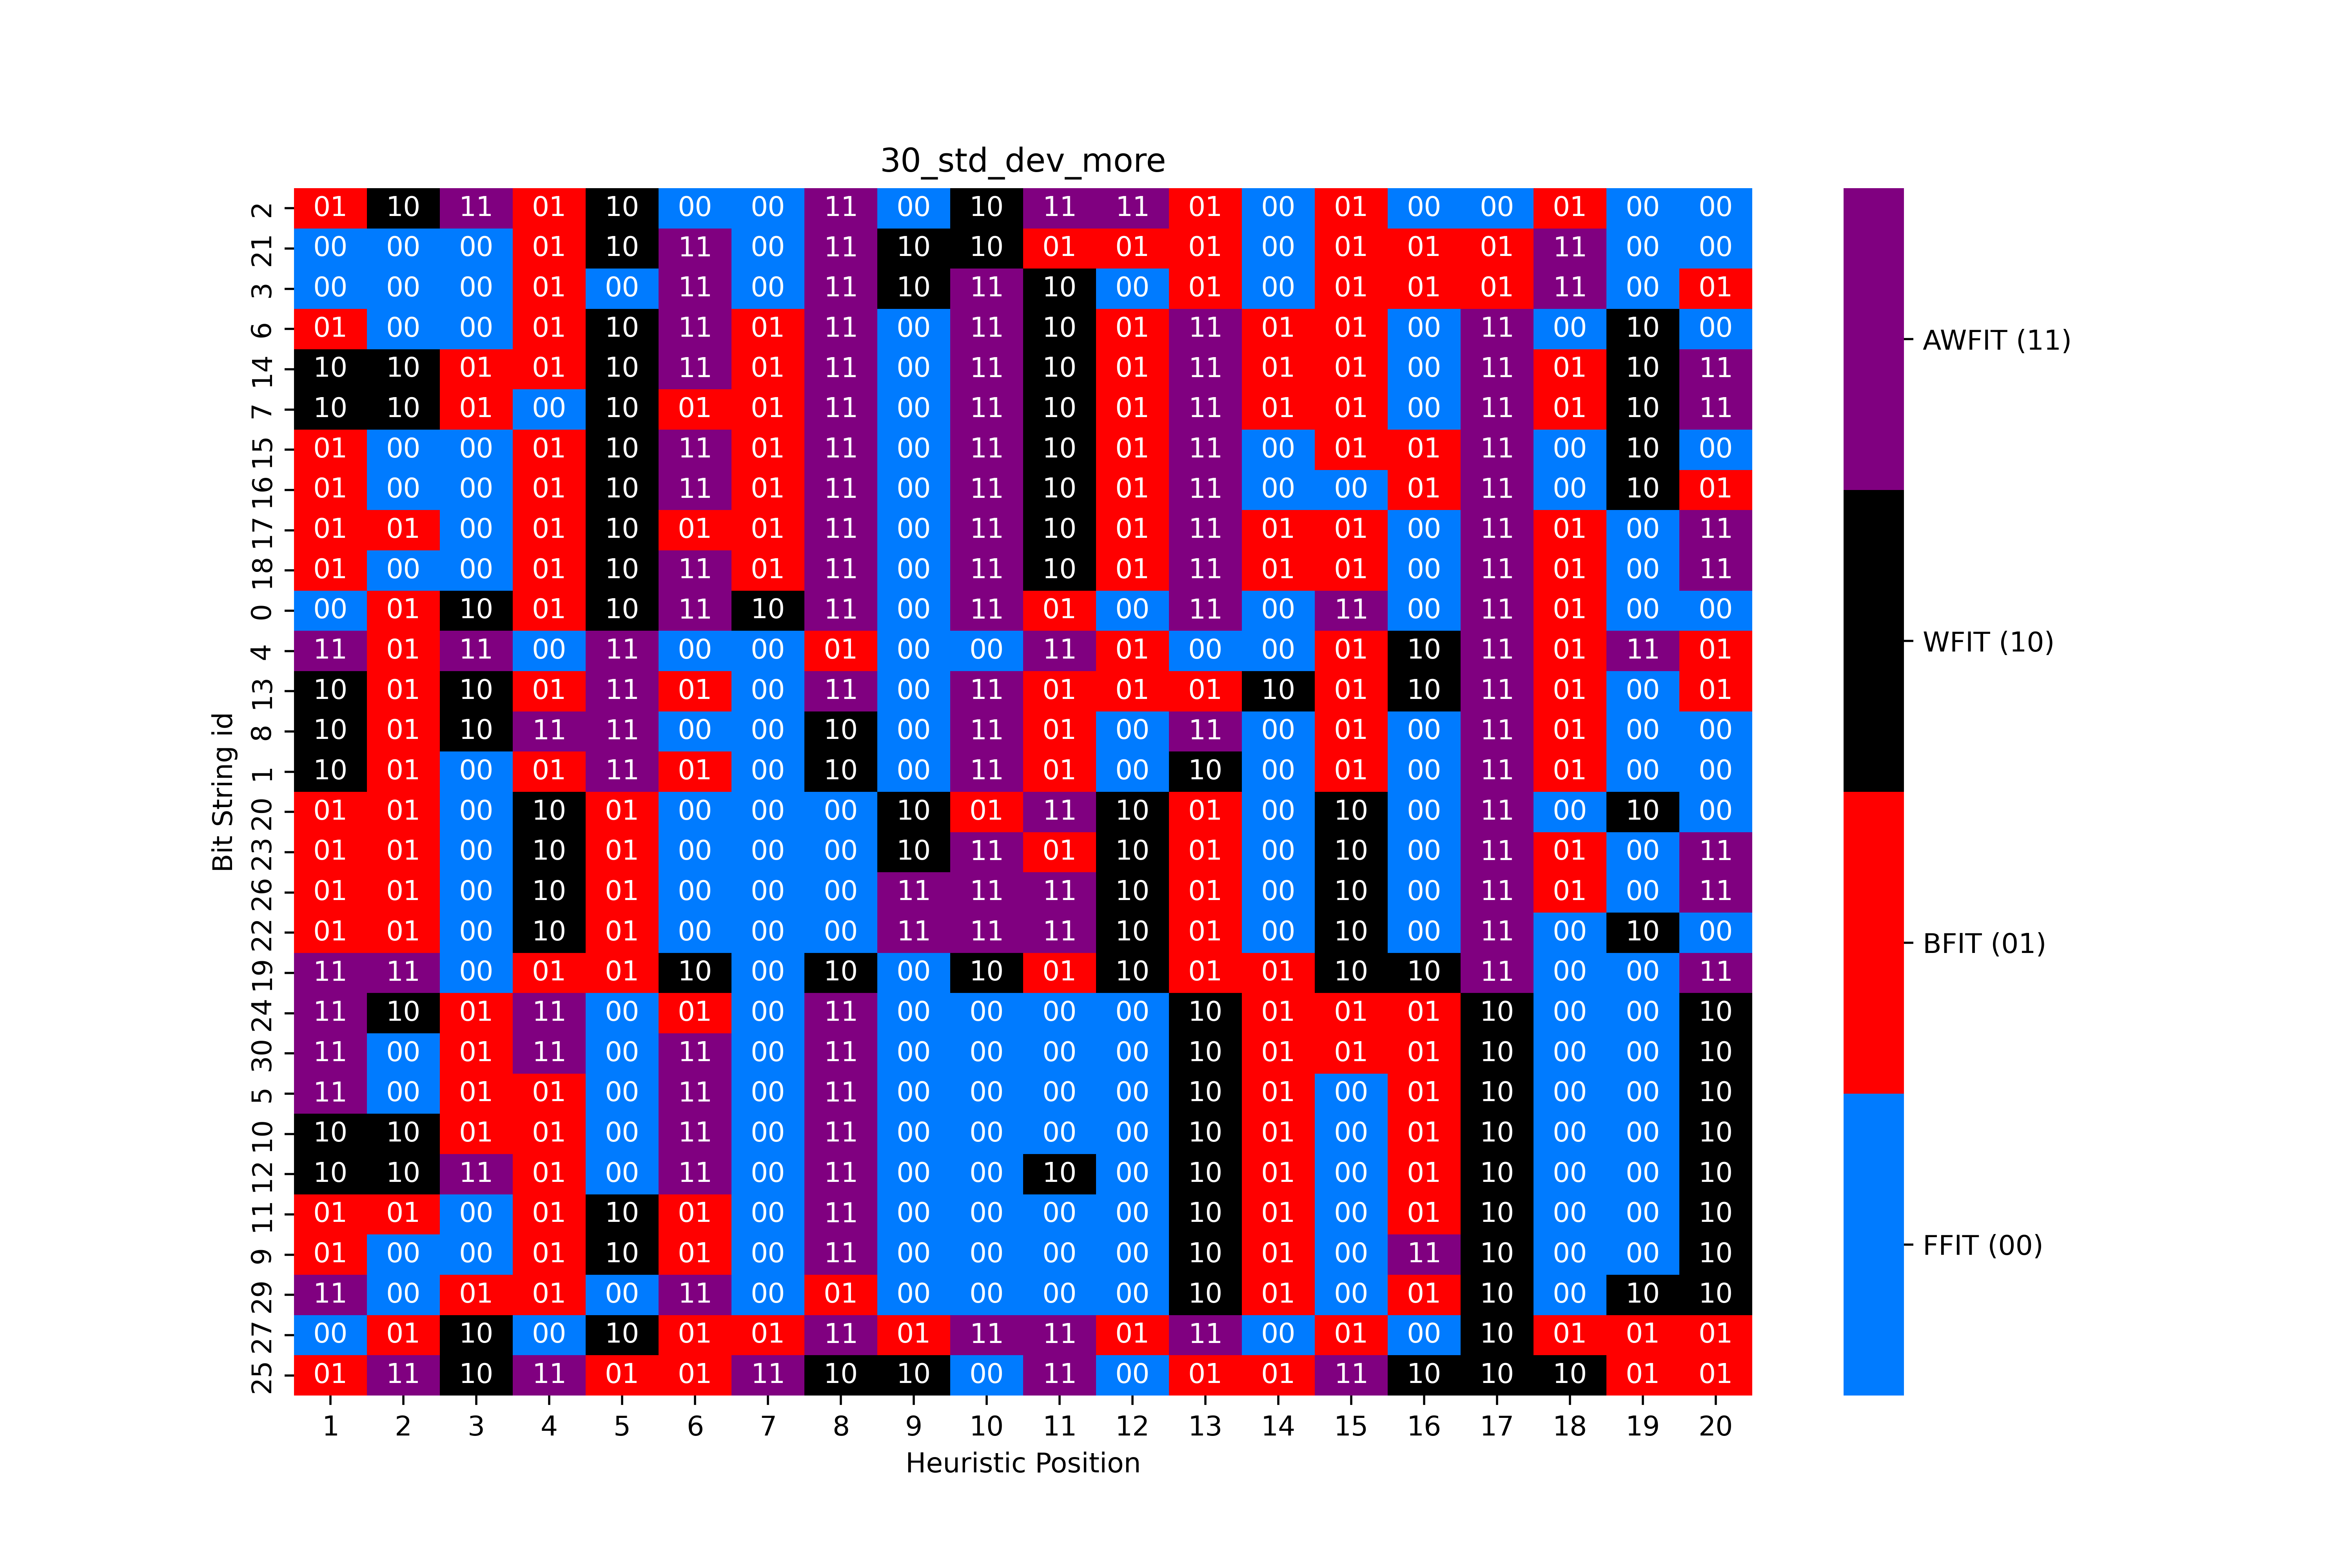 30_std_dev_more
2 01 10 11 01 10 00 00 11 00 10 11 11 01 00 01 00 00 01 00 00
21 00 00 00 01 10 11 00 11 10 10 01 01 01 00 01 01 01 11 00 00
3 00 00 00 01 00 11 00 11 10 11 10 00 01 00 01 01 01 11 00 01
6 01 00 00 01 10 11 01 11 00 11 10 01 11 01 01 00 11 00 10 00
14 10 10 01 01 10 11 01 11 00 11 10 01 11 01 01 00 11 01 10 11
7 10 10 01 00 10 01 01 11 00 11 10 01 11 01 01 00 11 01 10 11
15 01 00 00 01 10 11 01 11 00 11 10 01 11 00 01 01 11 00 10 00
16 01 00 00 01 10 11 01 11 00 11 10 01 11 00 00 01 11 00 10 01
17 01 01 00 01 10 01 01 11 00 11 10 01 11 01 01 00 11 01 00 11
18 01 00 00 01 10 11 01 11 00 11 10 01 11 01 01 00 11 01 00 11
0 00 01 10 01 10 11 10 11 00 11 01 00 11 00 11 00 11 01 00 00
4 11 01 11 00 11 00 00 01 00 00 11 01 00 00 01 10 11 01 11 01
13 10 01 10 01 11 01 00 11 00 11 01 01 01 10 01 10 11 01 00 01
8 10 01 10 11 11 00 00 10 00 11 01 00 11 00 01 00 11 01 00 00
1 10 01 00 01 11 01 00 10 00 11 01 00 10 00 01 00 11 01 00 00
20 01 01 00 10 01 00 00 00 10 01 11 10 01 00 10 00 11 00 10 00
23 01 01 00 10 01 00 00 00 10 11 01 10 01 00 10 00 11 01 00 11
26 01 01 00 10 01 00 00 00 11 11 11 10 01 00 10 00 11 01 00 11
22 01 01 00 10 01 00 00 00 11 11 11 10 01 00 10 00 11 00 10 00
19 11 11 00 01 01 10 00 10 00 10 01 10 01 01 10 10 11 00 00 11
24 11 10 01 11 00 01 00 11 00 00 00 00 10 01 01 01 10 00 00 10
30 11 00 01 11 00 11 00 11 00 00 00 00 10 01 01 01 10 00 00 10
5 11 00 01 01 00 11 00 11 00 00 00 00 10 01 00 01 10 00 00 10
10 10 10 01 01 00 11 00 11 00 00 00 00 10 01 00 01 10 00 00 10
12 10 10 11 01 00 11 00 11 00 00 10 00 10 01 00 01 10 00 00 10
11 01 01 00 01 10 01 00 11 00 00 00 00 10 01 00 01 10 00 00 10
9 01 00 00 01 10 01 00 11 00 00 00 00 10 01 00 11 10 00 00 10
29 11 00 01 01 00 11 00 01 00 00 00 00 10 01 00 01 10 00 10 10
27 00 01 10 00 10 01 01 11 01 11 11 01 11 00 01 00 10 01 01 01
25 01 11 10 11 01 01 11 10 10 00 11 00 01 01 11 10 10 10 01 01
1 2 3 4 5 6 7 8 9 10 11 12 13 14 15 16 17 18 19 20
Heuristic Position
Bit String id
AWFIT (11)
WFIT (10)
BFIT (01)
FFIT (00)